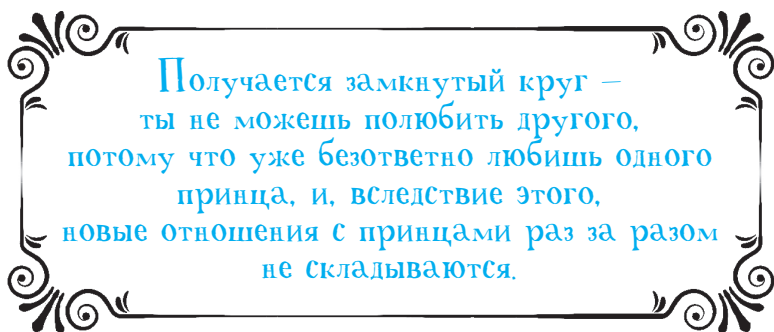 Получается замкнутый круг –
ты не можешь полюбить другого,
потому что уже безответно любишь одного
принца, и, вследствие этого,
новые отношения с принцами раз за разом
не складываются.